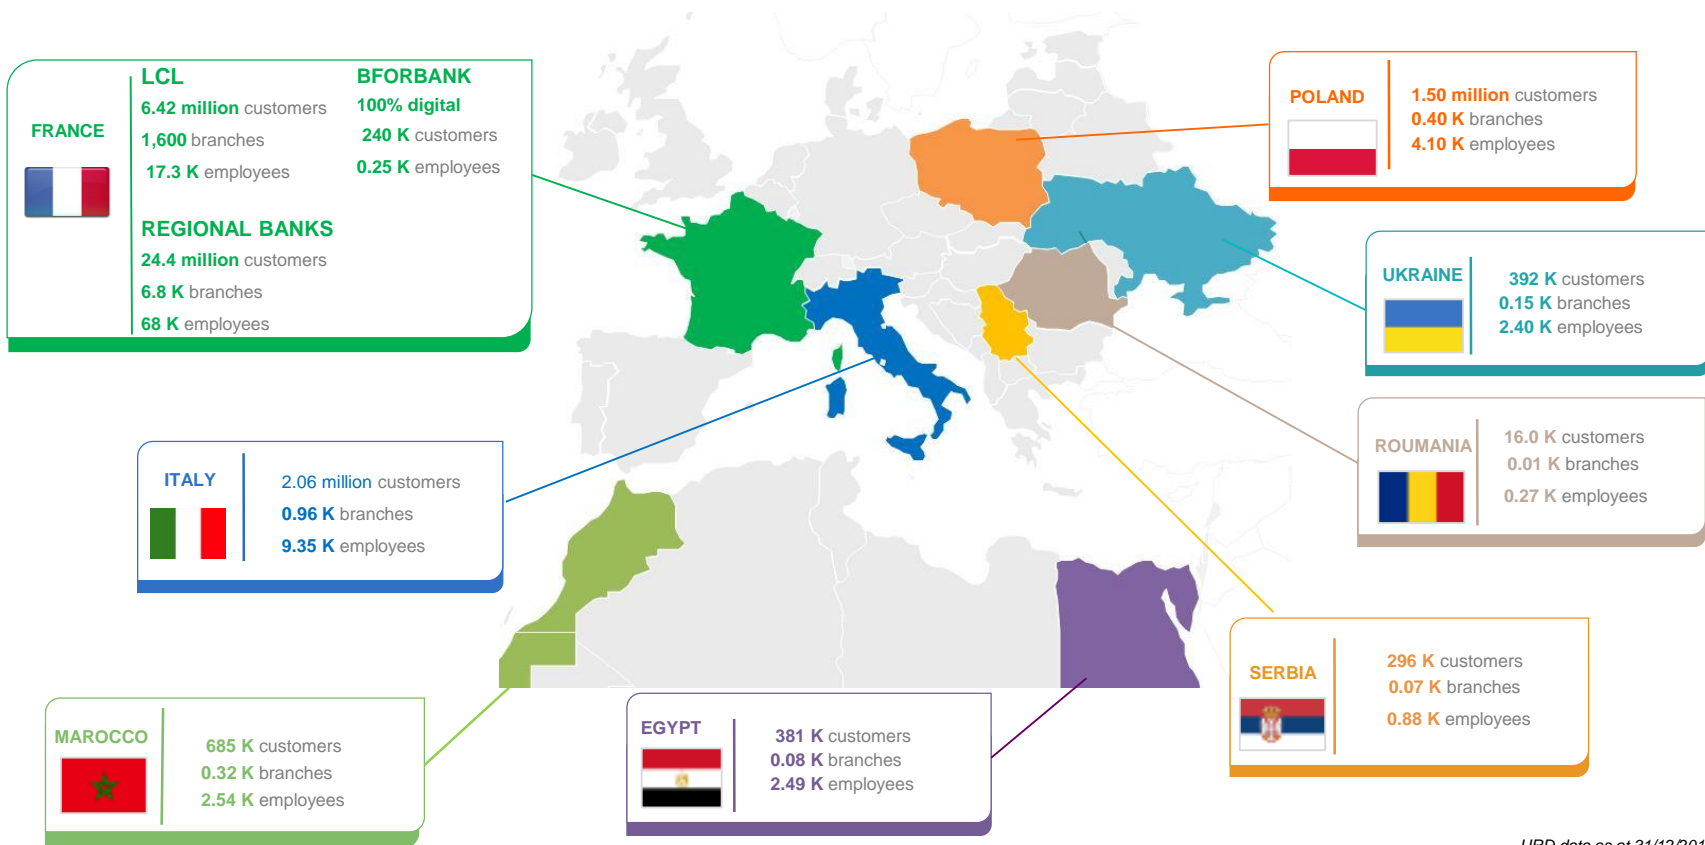 LCL
6.42 million customers
1,600 branches
17.3 K employees
BFORBANK
100% digital
240 K customers
0.25 K employees
FRANCE
REGIONAL BANKS
24.4 million customers
6.8 K branches
68 K employees
POLAND
1.50 million customers
0.40 K branches
4.10 K employees
UKRAINE
392 K customers
0.15 K branches
2.40 K employees
ROUMANIA
16.0 K customers
0.01 K branches
0.27 K employees
ITALY
2.06 million customers
0.96 K branches
9.35 K employees
SERBIA
296 K customers
0.07 K branches
0.88 K employees
MAROCCO
685 K customers
0.32 K branches
2.54 K employees
EGYPT
381 K customers
0.08 K branches
2.49 K employees
URD data as at